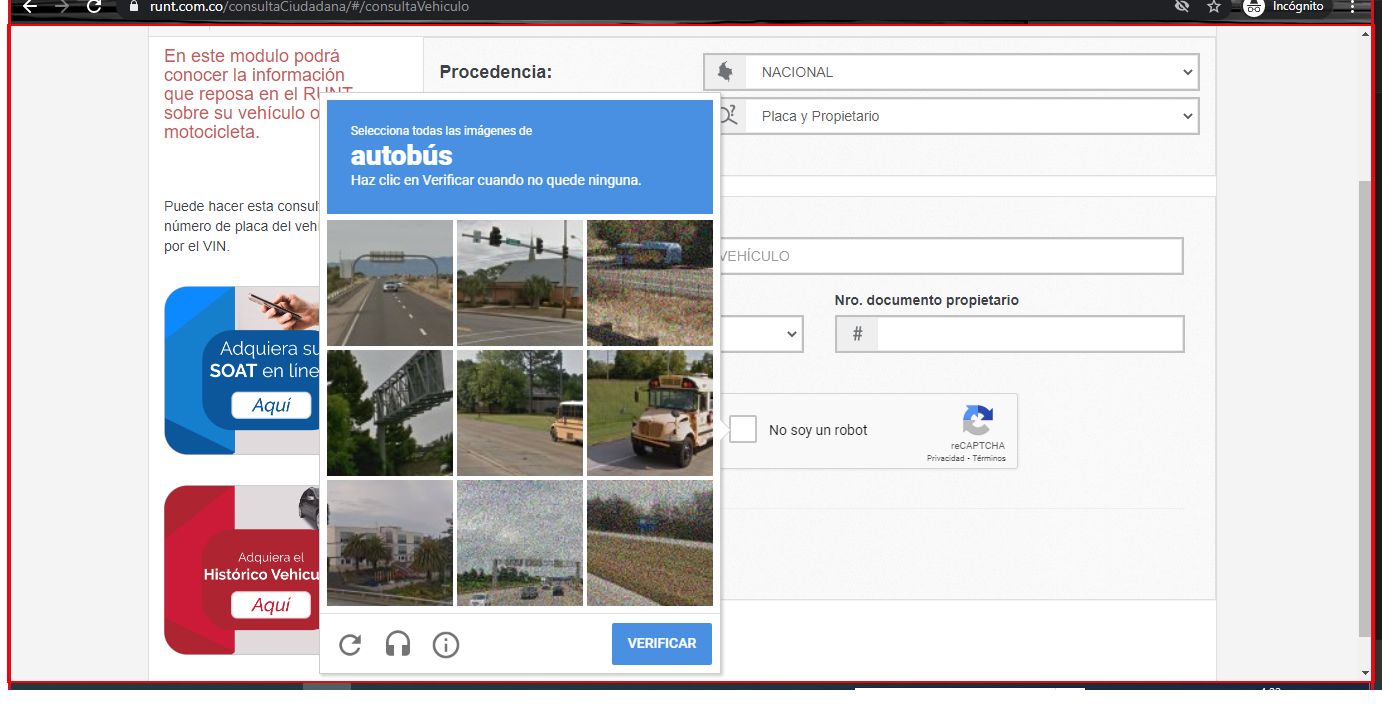 runt.com.co/consultaCiudadana/#/consultaVehiculo
Incógnito
En este modulo podrá
conocer la información
que reposa en el RUNT
sobre su vehículo o
motocicleta.
Puede hacer esta consul
número de placa del vehí
por el VIN.
Adquiera su
SOAT en líne
Aquí
Adquiera el
Histórico Vehicu
Aquí
Procedencia:
NACIONAL
Placa y Propietario
Selecciona todas las imágenes de
autobús
Haz clic en Verificar cuando no quede ninguna.
VERIFICAR
VEHÍCULO
Nro. documento propietario
#
No soy un robot
reCAPTCHA
Privacidad - Términos